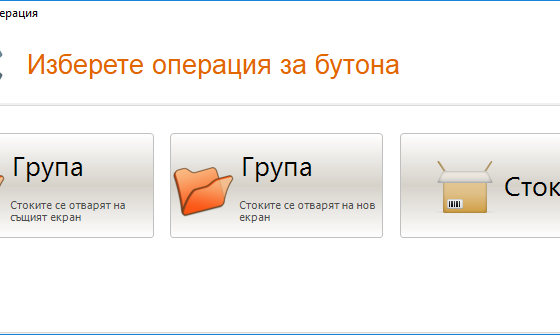 ерация
Изберете операция за бутона
Група
Стоките се отварят на
същият екран
Група
Стоките се отварят на нов
екран
Сток